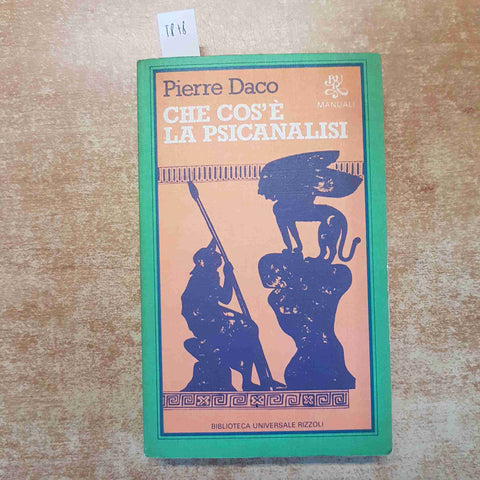 Pierre Daco
CHE COS'È
LA PSICANALISI
MANUALI
BIBLIOTECA UNIVERSALE RIZZOLI